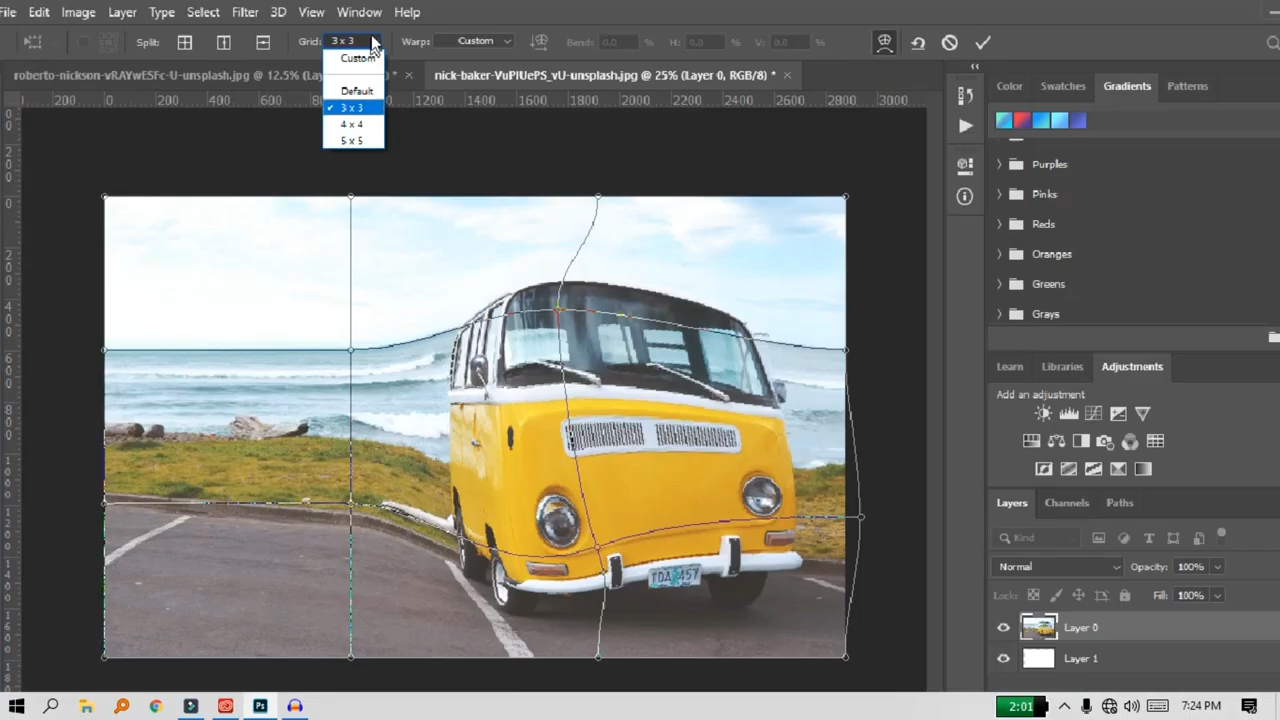 File Edit Image Layer Type Select Filter 3D View Window Help
Split: Grid: 3 x 3 Warp: Custom Bend: 0.0 % H: 0.0 % V: 0.0 %
Custom
Default
3 x 3
4 x 4
5 x 5
roberto-nickson-vRAYwESFc-U-unsplash.jpg @ 12.5% (Lay * × nick-baker-VuPlUePS_vU-unsplash.jpg @ 25% (Layer 0, RGB/8) * ×
200 0 200 400 600 800 1200 1400 1600 1800 2000 2200 2400 2600 2800 3000
Color Swatches Gradients Patterns
Purples
Pinks
Reds
Oranges
Greens
Grays
Learn Libraries Adjustments
Add an adjustment
Layers Channels Paths
Kind
Normal Opacity: 100%
Locks: Fill: 100%
Layer 0
Layer 1
TDA 457
Ps 2:01 7:24 PM